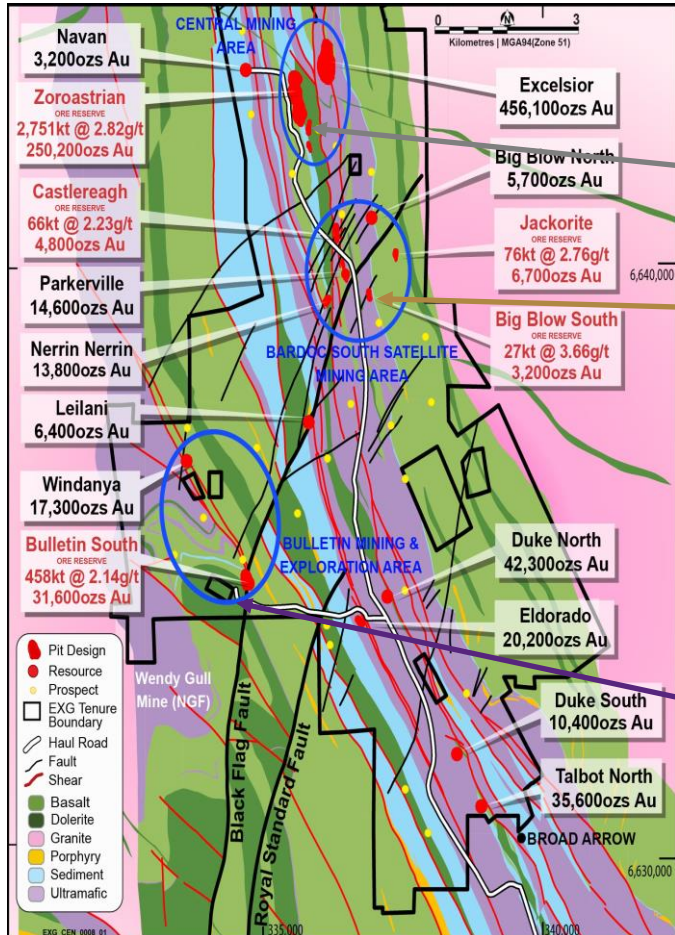 CENTRAL MINING
AREA
0 N 3
Kilometres | MGA94(Zone 51)
Navan
3,200ozs Au
Zoroastrian
ORE RESERVE
2,751kt @ 2.82g/t
250,200ozs Au
Castlereagh
ORE RESERVE
66kt @ 2.23g/t
4,800ozs Au
Parkerville
14,600ozs Au
Nerrin Nerrin
13,800ozs Au
Leilani
6,400ozs Au
Windanya
17,300ozs Au
Bulletin South
ORE RESERVE
458kt @ 2.14g/t
31,600ozs Au
Excelsior
456,100ozs Au
Big Blow North
5,700oz Au
Jackorite
ORE RESERVE
76kt @ 2.76g/t
6,700ozs Au
6,640,000
Big Blow South
ORE RESERVE
27kt @ 3.66g/t
3,200ozs Au
BARDOC SOUTH SATELLITE
MINING AREA
BULLETIN MINING &
EXPLORATION AREA
Duke North
42,300ozs Au
Eldorado
20,200ozs Au
Duke South
10,400ozs Au
Talbot North
35,600ozs Au
BROAD ARROW
6,630,000
Wendy Gull
Mine (NGF)
Black Flag Fault
Royal Standard Fault
Pit Design
Resource
Prospect
EXG Tenure
Boundary
Haul Road
Fault
Shear
Basalt
Dolerite
Granite
Porphyry
Sediment
Ultramafic
EXG_CEN_0008_01
335,000
340,000